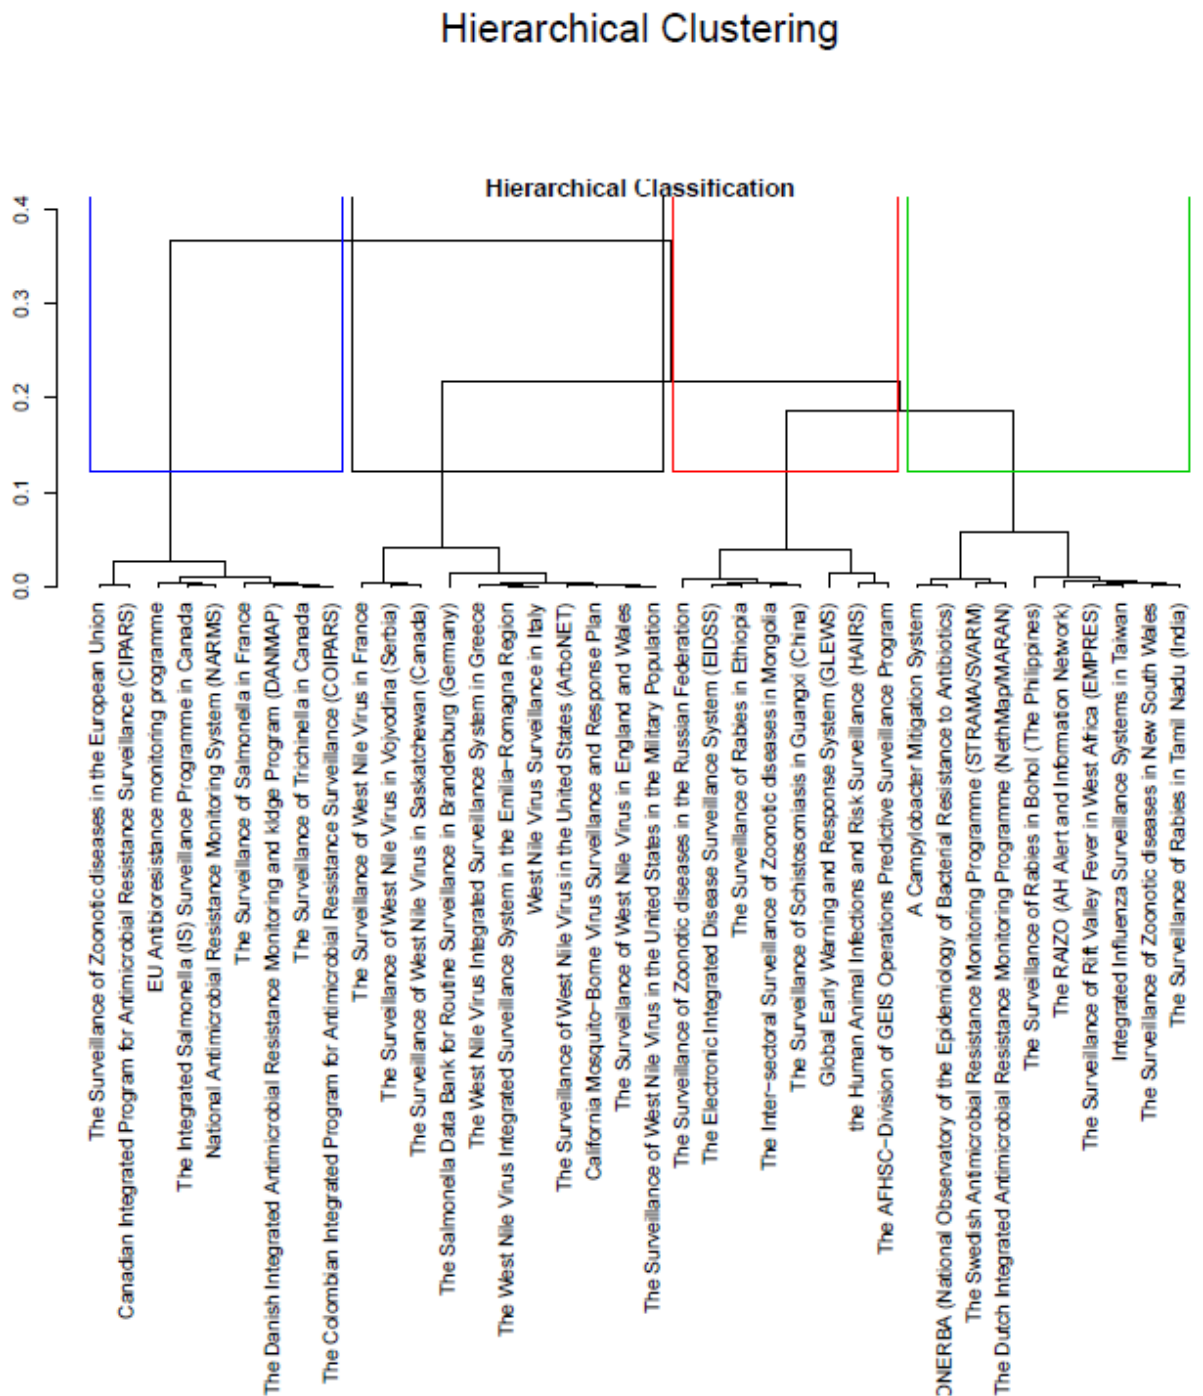 Hierarchical Clustering
Hierarchical Classification
0.4
0.3
0.2
0.1
0.0
The Surveillance of Zoonotic diseases in the European Union
Canadian Integrated Program for Antimicrobial Resistance Surveillance (CIPARS)
EU Antibioresistance monitoring programme
The Integrated Salmonella (IS) Surveillance Programme in Canada
National Antimicrobial Resistance Monitoring System (NARMS)
The Surveillance of Salmonella in France
The Danish Integrated Antimicrobial Resistance Monitoring and kldge Program (DANMAP)
The Surveillance of Trichinella in Canada
The Colombian Integrated Program for Antimicrobial Resistance Surveillance (COIPARS)
The Surveillance of West Nile Virus in France
The Surveillance of West Nile Virus in Vojvodina (Serbia)
The Surveillance of West Nile Virus in Saskatchewan (Canada)
The Salmonella Data Bank for Routine Surveillance in Brandenburg (Germany)
The West Nile Virus Integrated Surveillance System in Greece
The West Nile Virus Integrated Surveillance System in the Emilia-Romagna Region
West Nile Virus Surveillance in Italy
The Surveillance of West Nile Virus in the United States (ArboNET)
California Mosquito-Borne Virus Surveillance and Response Plan
The Surveillance of West Nile Virus in England and Wales
The Surveillance of West Nile Virus in the United States in the Military Population
The Surveillance of Zoonotic diseases in the Russian Federation
The Electronic Integrated Disease Surveillance System (EIDSS)
The Surveillance of Rabies in Ethiopia
The Inter-sectoral Surveillance of Zoonotic diseases in Mongolia
The Surveillance of Schistosomiasis in Guangxi (China)
Global Early Warning and Response System (GLEWS)
the Human Animal Infections and Risk Surveillance (HAIRS)
The AFHSC-Division of GEIS Operations Predictive Surveillance Program
A Campylobacter Mitigation System
ONERBA (National Observatory of the Epidemiology of Bacterial Resistance to Antibiotics)
The Swedish Antimicrobial Resistance Monitoring Programme (STRAMA/SVARM)
The Dutch Integrated Antimicrobial Resistance Monitoring Programme (NethMap/MARAN)
The Surveillance of Rabies in Bohol (The Philippines)
The RAIZO (AH Alert and Information Network)
The Surveillance of Rift Valley Fever in West Africa (EMPRES)
Integrated Influenza Surveillance Systems in Taiwan
The Surveillance of Zoonotic diseases in New South Wales
The Surveillance of Rabies in Tamil Nadu (India)